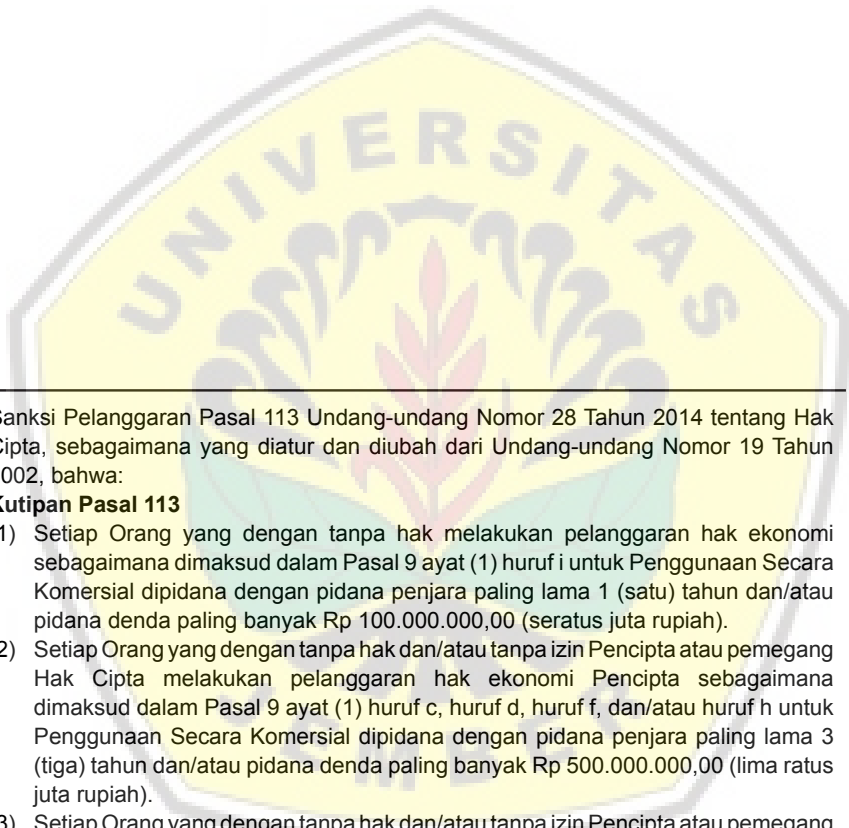 UNIVERSITAS
Sanksi Pelanggaran Pasal 113 Undang-undang Nomor 28 Tahun 2014 tentang Hak
Cipta, sebagaimana yang diatur dan diubah dari Undang-undang Nomor 19 Tahun
002, bahwa:
Kutipan Pasal 113
1) Setiap Orang yang dengan tanpa hak melakukan pelanggaran hak ekonomi
sebagaimana dimaksud dalam Pasal 9 ayat (1) huruf i untuk Penggunaan Secara
Komersial dipidana dengan pidana penjara paling lama 1 (satu) tahun dan/atau
pidana denda paling banyak Rp 100.000.000,00 (seratus juta rupiah).
2) Setiap Orang yang dengan tanpa hak dan/atau tanpa izin Pencipta atau pemegang
Hak Cipta melakukan pelanggaran hak ekonomi Pencipta sebagaimana
dimaksud dalam Pasal 9 ayat (1) huruf c, huruf d, huruf f, dan/atau huruf h untuk
Penggunaan Secara Komersial dipidana dengan pidana penjara paling lama 3
(tiga) tahun dan/atau pidana denda paling banyak Rp 500.000.000,00 (lima ratus
juta rupiah).
3) Setiap Orang yang dengan tanpa hak dan/atau tanpa izin Pencipta atau pemegang
JEMBER